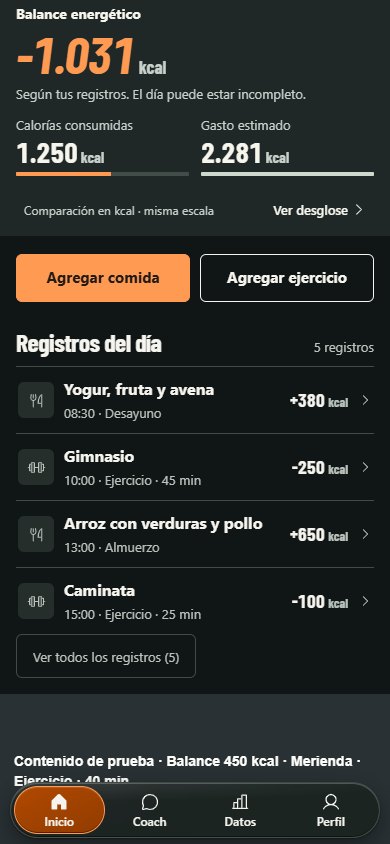 Balance energético
-1.031 kcal
Según tus registros. El día puede estar incompleto.
Calorías consumidas
1.250 kcal
Gasto estimado
2.281 kcal
Comparación en kcal · misma escala
Ver desglose
Agregar comida
Agregar ejercicio
Registros del día
5 registros
Yogur, fruta y avena
08:30 · Desayuno
+380 kcal
Gimnasio
10:00 · Ejercicio · 45 min
-250 kcal
Arroz con verduras y pollo
13:00 · Almuerzo
+650 kcal
Caminata
15:00 · Ejercicio · 25 min
-100 kcal
Ver todos los registros (5)
Contenido de prueba · Balance 450 kcal · Merienda ·
Ejercicio · 40 min
Inicio
Coach
Datos
Perfil